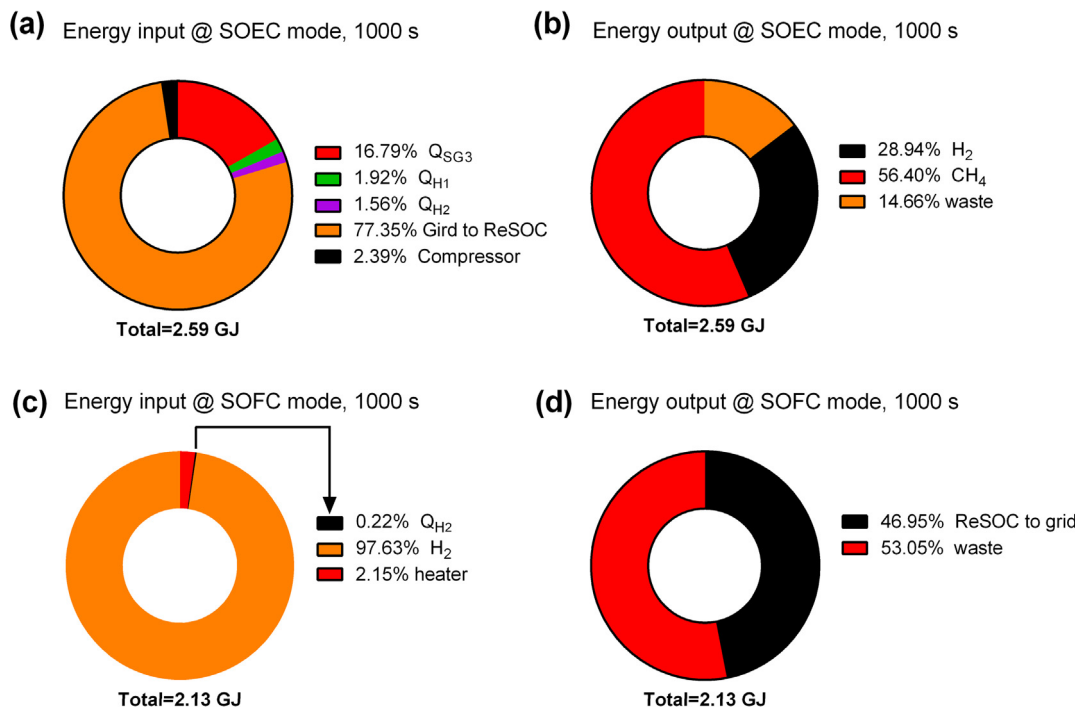 (a) Energy input @ SOEC mode, 1000 s
16.79% QSG3
1.92% QH1
1.56% QH2
77.35% Gird to ReSOC
2.39% Compressor
Total=2.59 GJ
(b) Energy output @ SOEC mode, 1000 s
28.94% H2
56.40% CH4
14.66% waste
Total=2.59 GJ
(c) Energy input @ SOFC mode, 1000 s
0.22% QH2
97.63% H2
2.15% heater
Total=2.13 GJ
(d) Energy output @ SOFC mode, 1000 s
46.95% ReSOC to grid
53.05% waste
Total=2.13 GJ